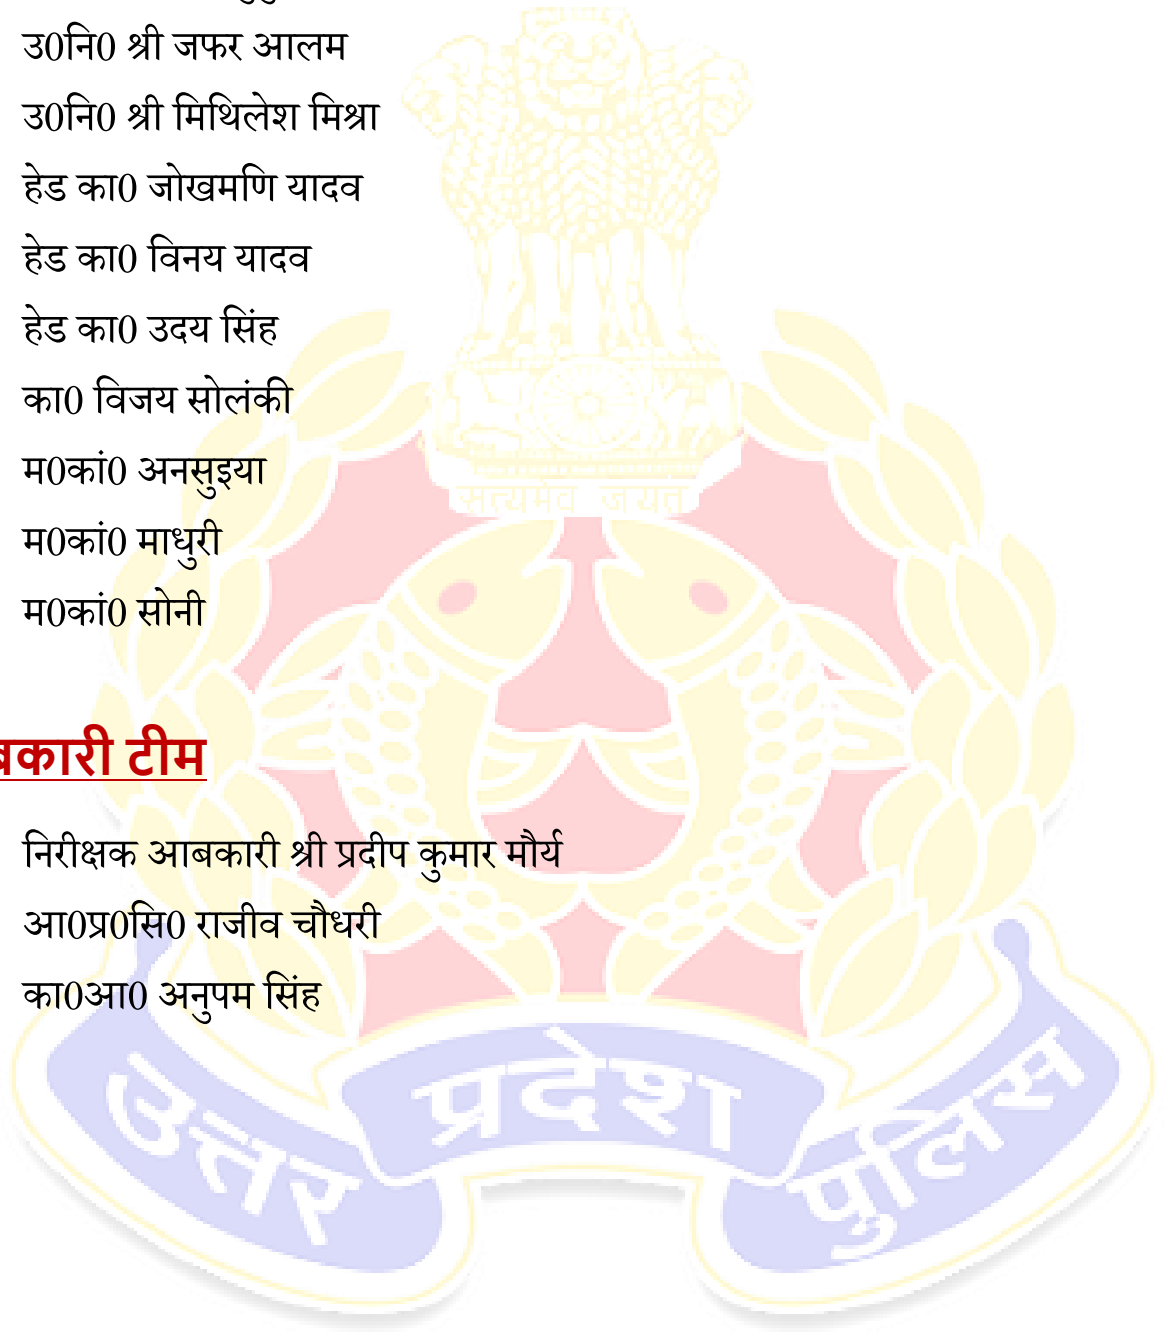 उ0नि0 श्री जफर आलम
उ0नि0 श्री मिथिलेश मिश्रा
हेड का0 जोखमणि यादव
हेड का0 विनय यादव
हेड का0 उदय सिंह
का0 विजय सोलंकी
म0कां0 अनसुइया
म0कां0 माधुरी
म0कां0 सोनी
सत्यमेव जयते
बकारी टीम
निरीक्षक आबकारी श्री प्रदीप कुमार मौर्य
आ0प्र0सि0 राजीव चौधरी
का0आ0 अनुपम सिंह
उत्तर प्रदेश पुलिस